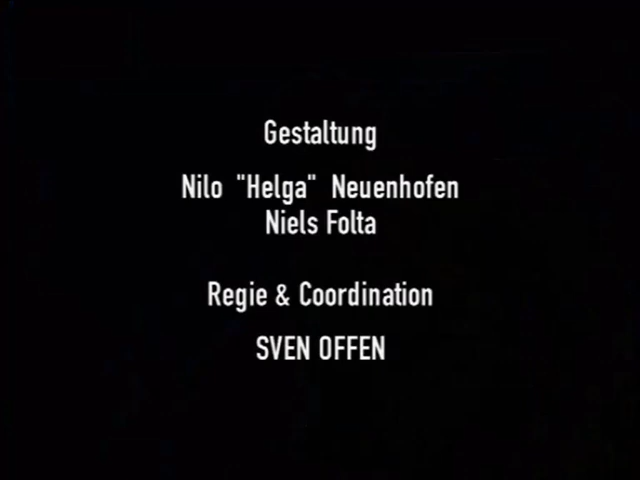 Gestaltung
Nilo "Helga" Neuenhofen
Niels Folta
Regie & Coordination
SVEN OFFEN